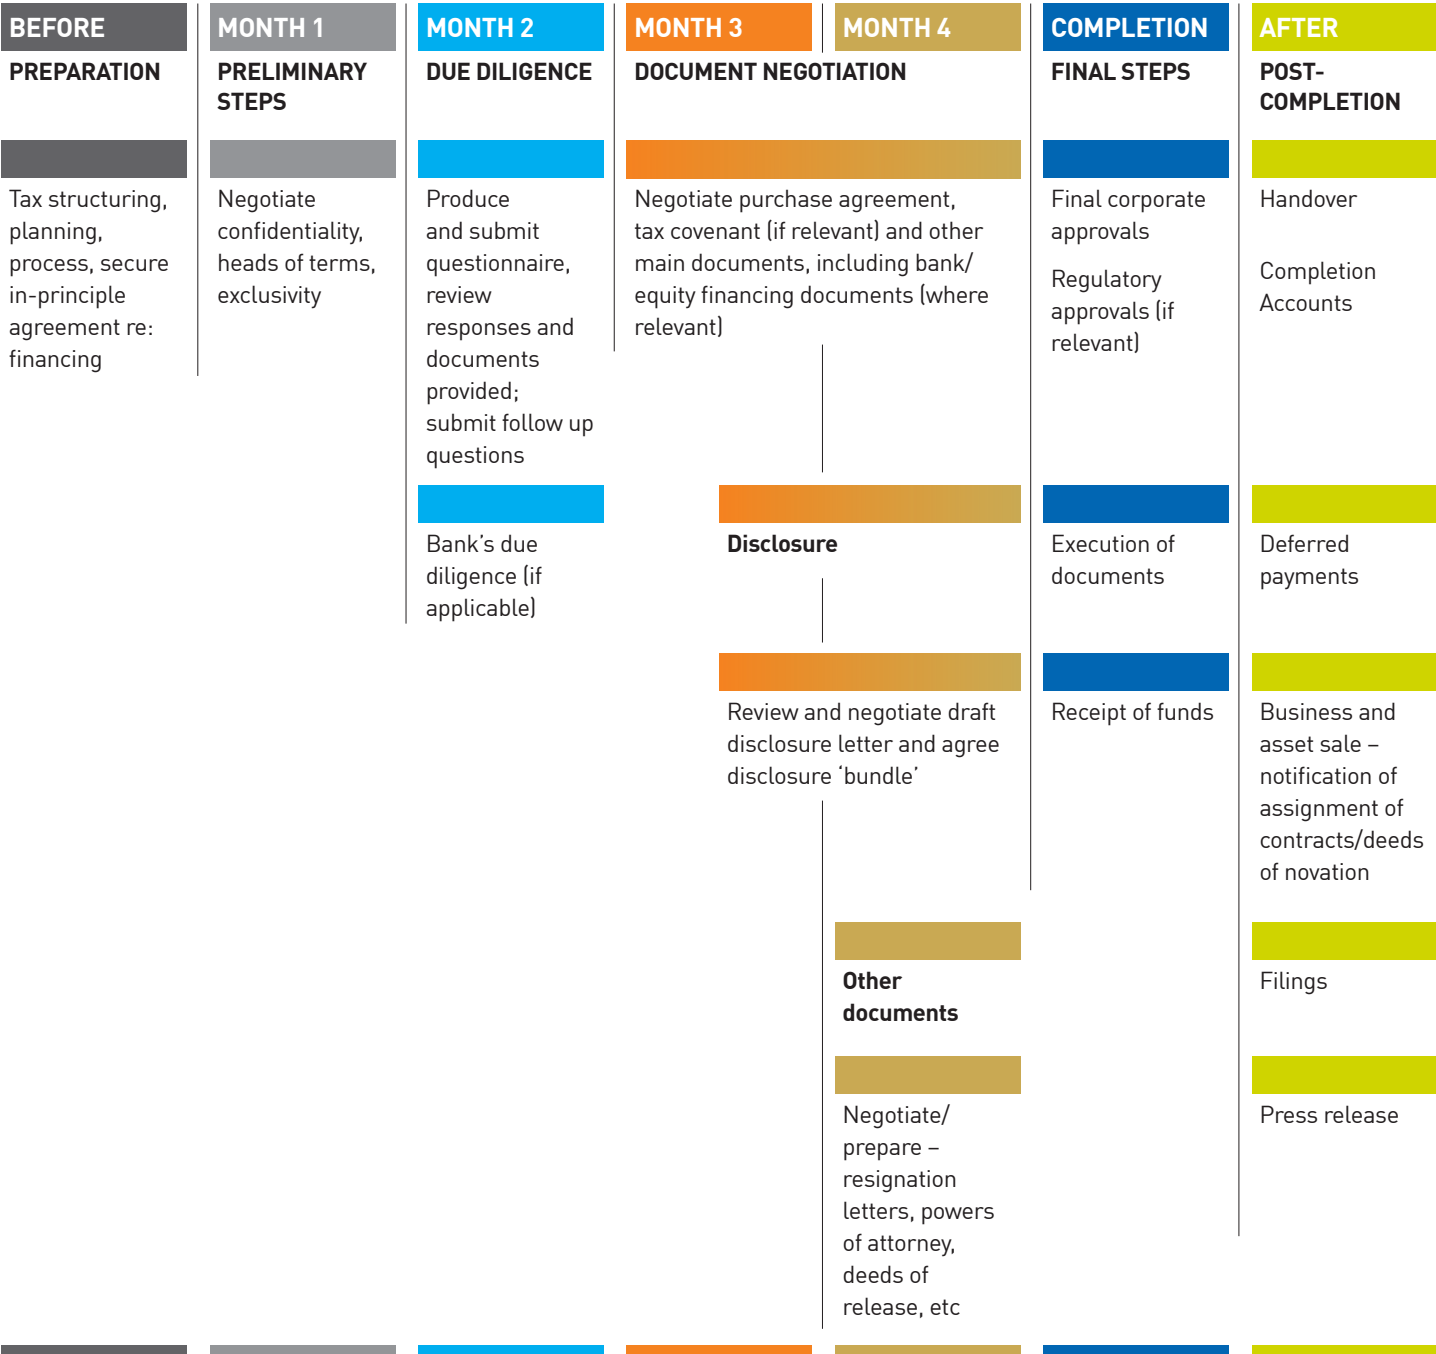 BEFORE
PREPARATION
Tax structuring,
planning,
process, secure
in-principle
agreement re:
financing
MONTH 1
PRELIMINARY
STEPS
Negotiate
confidentiality,
heads of terms,
exclusivity
MONTH 2
DUE DILIGENCE
Produce
and submit
questionnaire,
review
responses and
documents
provided;
submit follow up
questions
Bank’s due
diligence (if
applicable)
MONTH 3
MONTH 4
DOCUMENT NEGOTIATION
Negotiate purchase agreement,
tax covenant (if relevant) and other
main documents, including bank/
equity financing documents (where
relevant)
Disclosure
Review and negotiate draft
disclosure letter and agree
disclosure ‘bundle’
Other
documents
Negotiate/
prepare –
resignation
letters, powers
of attorney,
deeds of
release, etc
COMPLETION
FINAL STEPS
Final corporate
approvals
Regulatory
approvals (if
relevant)
Execution of
documents
Receipt of funds
AFTER
POST-
COMPLETION
Handover
Completion
Accounts
Deferred
payments
Business and
asset sale –
notification of
assignment of
contracts/deeds
of novation
Filings
Press release